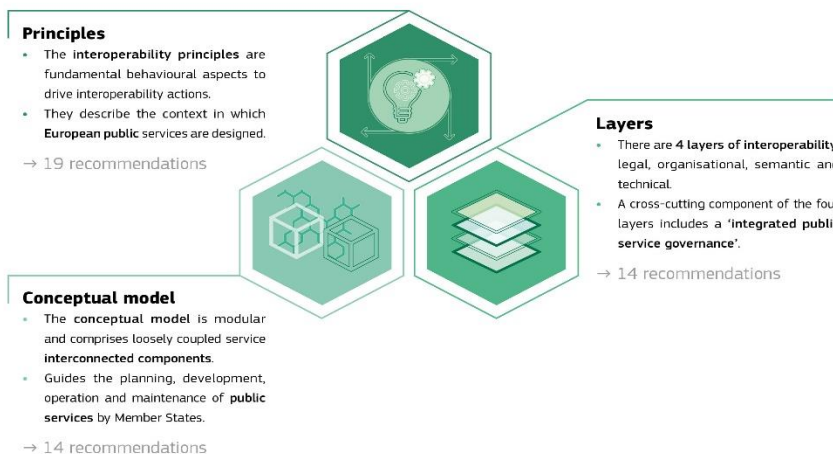 Principles
• The interoperability principles are
fundamental behavioural aspects to
drive interoperability actions.
• They describe the context in which
European public services are designed.
→ 19 recommendations
Layers
• There are 4 layers of interoperability
legal, organisational, semantic and
technical.
• A cross-cutting component of the fou
layers includes a ‘integrated publi
service governance’.
→ 14 recommendations
Conceptual model
• The conceptual model is modular
and comprises loosely coupled service
interconnected components.
• Guides the planning, development,
operation and maintenance of public
services by Member States.
→ 14 recommendations